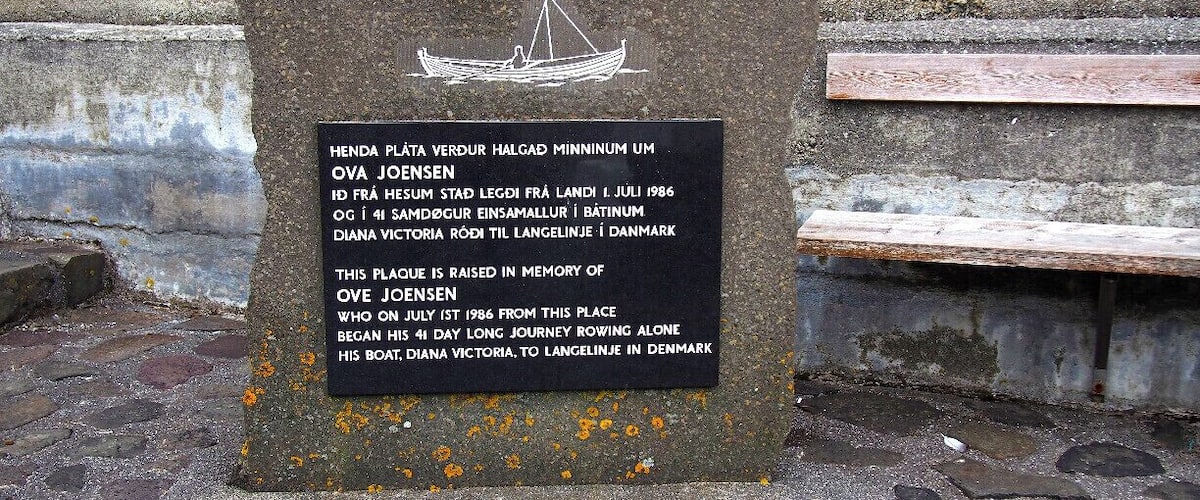 HENDA PLÁTA VERÐUR HALGAÐ MINNINUM UM
OVA JOENSEN
IÐ FRÁ HESUM STAÐ LEGÐI FRÁ LANDI 1. JÚLI 1986
OG Í 41 SAMDØGUR EINSAMALLUR Í BÁTINUM
DIANA VICTORIA RÓÐI TIL LANGELINJE Í DANMARK
THIS PLAQUE IS RAISED IN MEMORY OF
OVE JOENSEN
WHO ON JULY 1ST 1986 FROM THIS PLACE
BEGAN HIS 41 DAY LONG JOURNEY ROWING ALONE
HIS BOAT, DIANA VICTORIA, TO LANGELINJE IN DENMARK